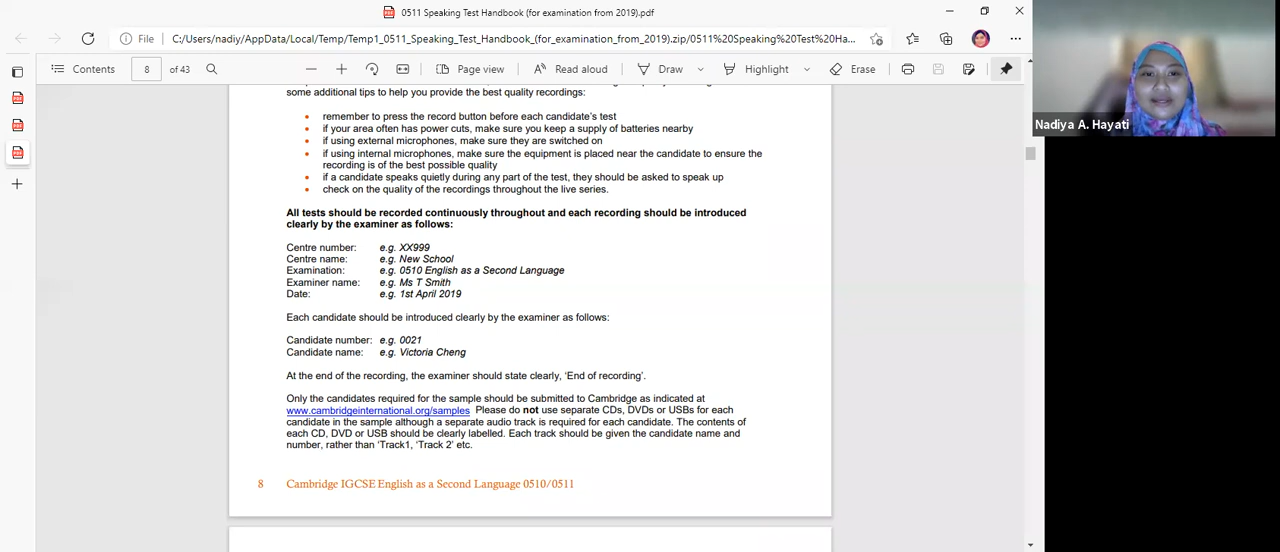 0511 Speaking Test Handbook (for examination from 2019).pdf
File C:/Users/nadiy/AppData/Local/Temp/Temp1_0511_Speaking_Test_Handbook_(for_examination_from_2019).zip/0511%20Speaking%20Test%20Ha...
Contents 8 of 43 Page view Read aloud Draw Highlight Erase
some additional tips to help you provide the best quality recordings:
• remember to press the record button before each candidate's test
• if your area often has power cuts, make sure you keep a supply of batteries nearby
• if using external microphones, make sure they are switched on
• if using internal microphones, make sure the equipment is placed near the candidate to ensure the
recording is of the best possible quality
• if a candidate speaks quietly during any part of the test, they should be asked to speak up
• check on the quality of the recordings throughout the live series.
All tests should be recorded continuously throughout and each recording should be introduced
clearly by the examiner as follows:
Centre number: e.g. XX999
Centre name: e.g. New School
Examination: e.g. 0510 English as a Second Language
Examiner name: e.g. Ms T Smith
Date: e.g. 1st April 2019
Each candidate should be introduced clearly by the examiner as follows:
Candidate number: e.g. 0021
Candidate name: e.g. Victoria Cheng
At the end of the recording, the examiner should state clearly, 'End of recording'.
Only the candidates required for the sample should be submitted to Cambridge as indicated at
www.cambridgeinternational.org/samples Please do not use separate CDs, DVDs or USBs for each
candidate in the sample although a separate audio track is required for each candidate. The contents of
each CD, DVD or USB should be clearly labelled. Each track should be given the candidate name and
number, rather than 'Track1, 'Track 2' etc.
8 Cambridge IGCSE English as a Second Language 0510/0511
Nadiya A. Hayati